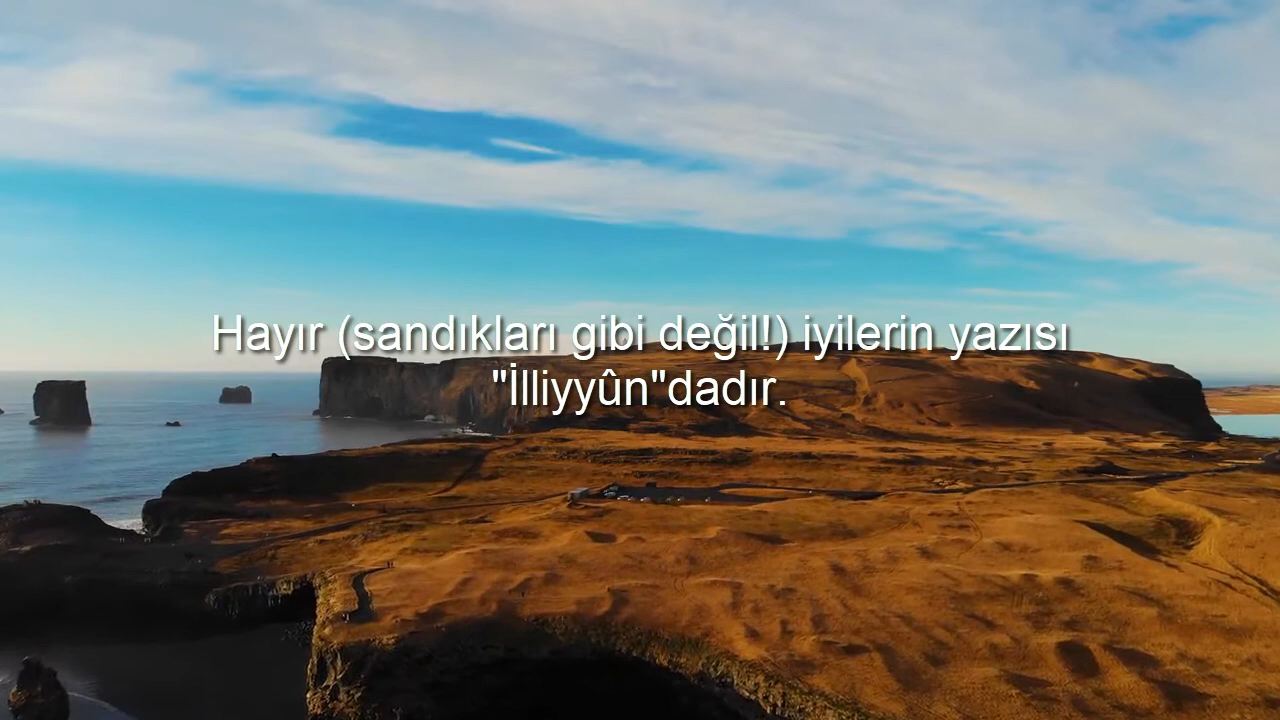 Hayır (sandıkları gibi değil!) iyilerin yazısı
"İlliyyûn"dadır.